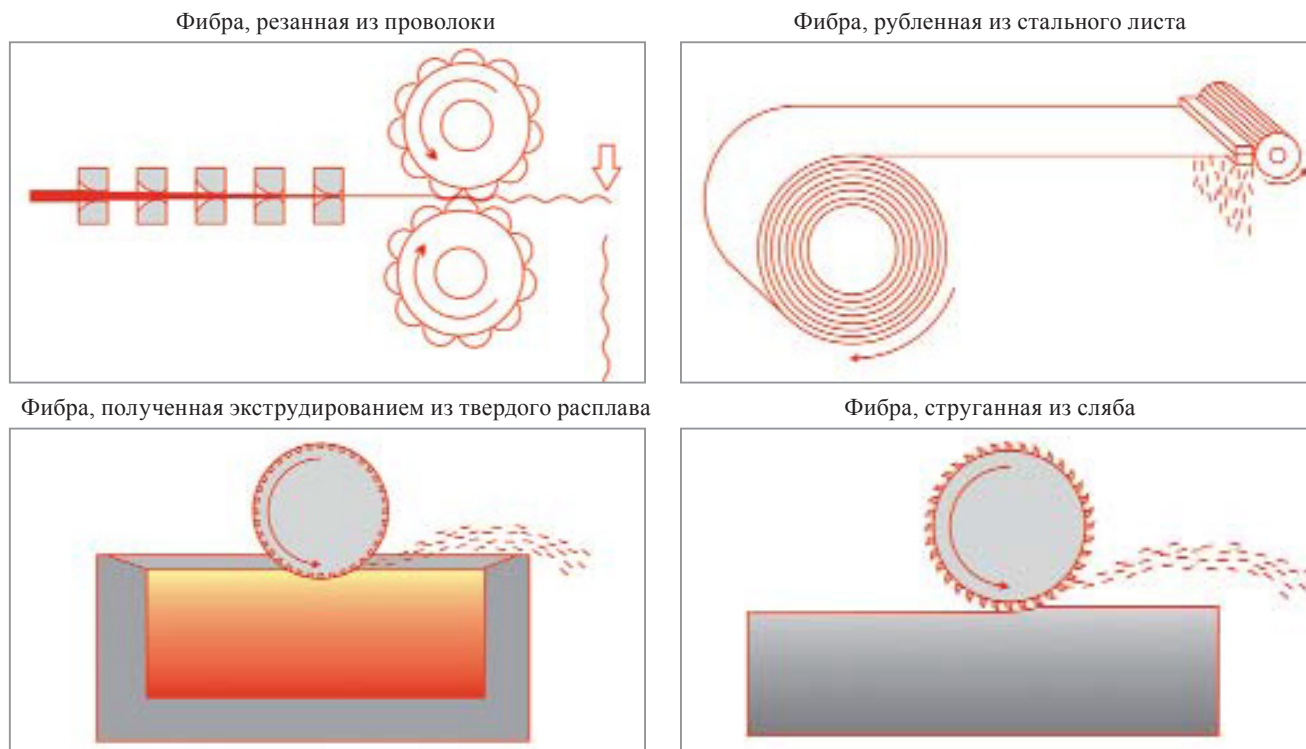 Фибра, резанная из проволоки
Фибра, рубленная из стального листа
Фибра, полученная экструдированием из твердого расплава
Фибра, струганная из сляба